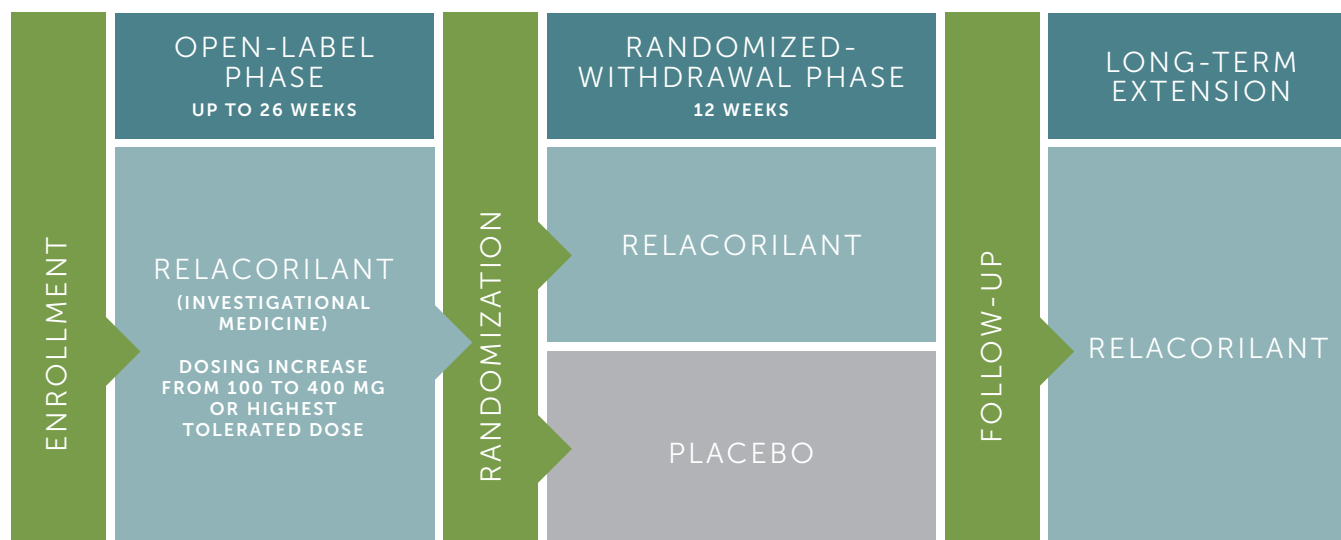 ENROLLMENT
OPEN-LABEL
PHASE
UP TO 26 WEEKS
RELACORILANT
(INVESTIGATIONAL
MEDICINE)
DOSING INCREASE
FROM 100 TO 400 MG
OR HIGHEST
TOLERATED DOSE
RANDOMIZATION
RANDOMIZED-
WITHDRAWAL PHASE
12 WEEKS
RELACORILANT
PLACEBO
FOLLOW-UP
LONG-TERM
EXTENSION
RELACORILANT